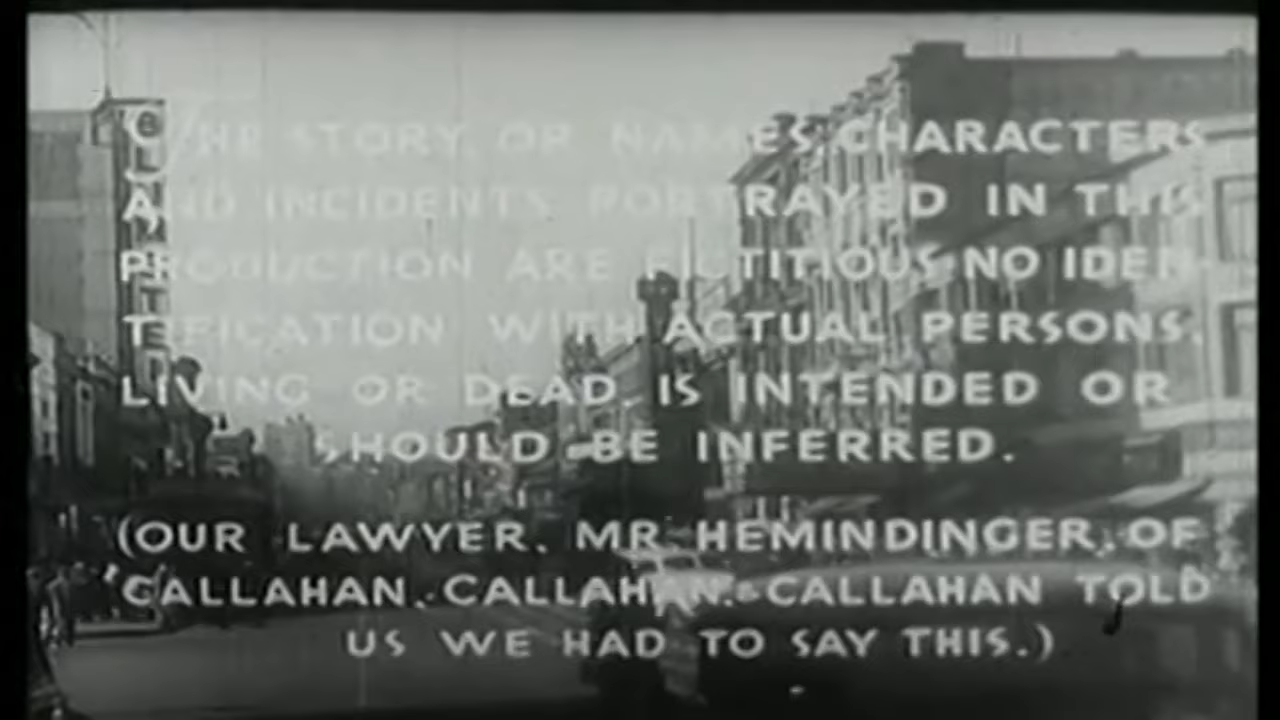 THE STORY, OR NAMES, CHARACTERS
AND INCIDENTS PORTRAYED IN THIS
PRODUCTION ARE FICTITIOUS NO IDEN-
TIFICATION WITH ACTUAL PERSONS,
LIVING OR DEAD, IS INTENDED OR
SHOULD BE INFERRED.
(OUR LAWYER, MR. HEMINDINGER, OF
CALLAHAN, CALLAHAN, & CALLAHAN TOLD
US WE HAD TO SAY THIS.)